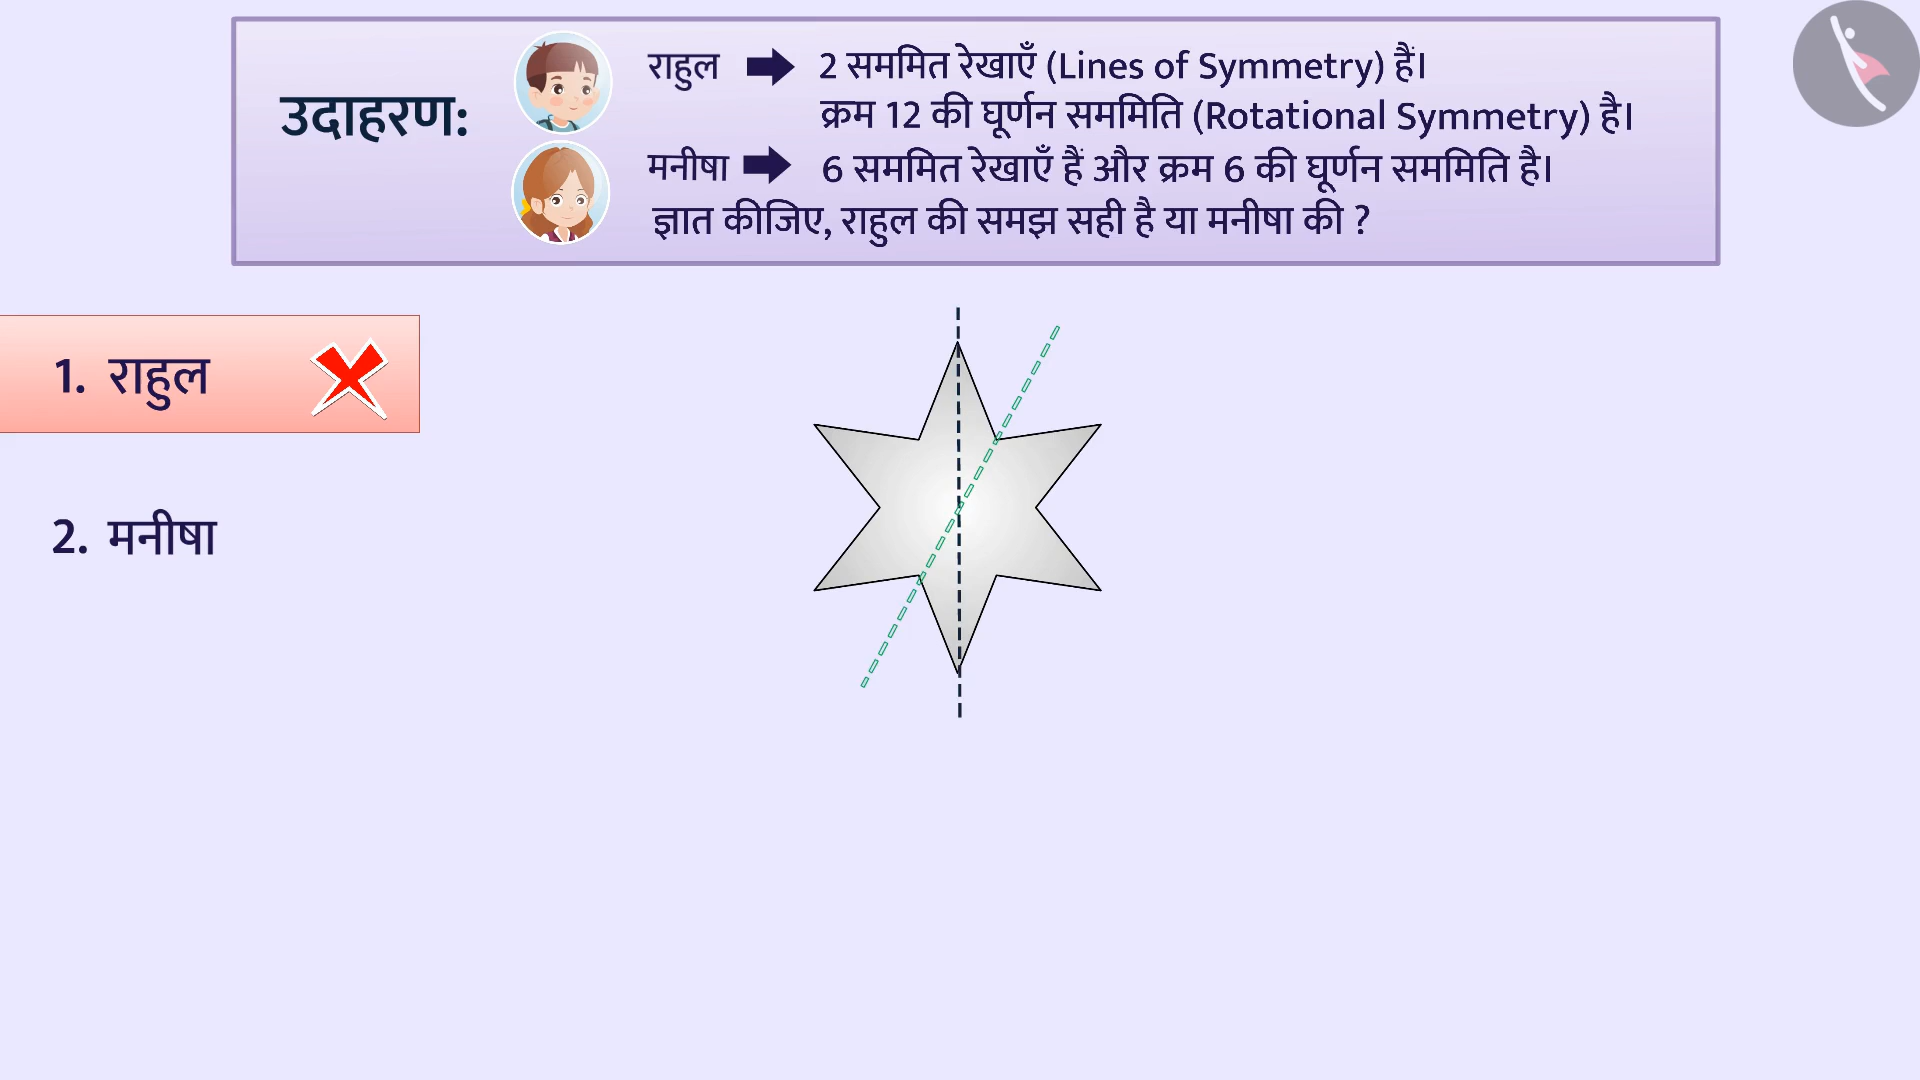 उदाहरण:
राहुल ➡ 2 सममित रेखाएँ (Lines of Symmetry) हैं।
क्रम 12 की घूर्णन सममिति (Rotational Symmetry) है।
मनीषा ➡ 6 सममित रेखाएँ हैं और क्रम 6 की घूर्णन सममिति है।
ज्ञात कीजिए, राहुल की समझ सही है या मनीषा की ?
1. राहुल
2. मनीषा